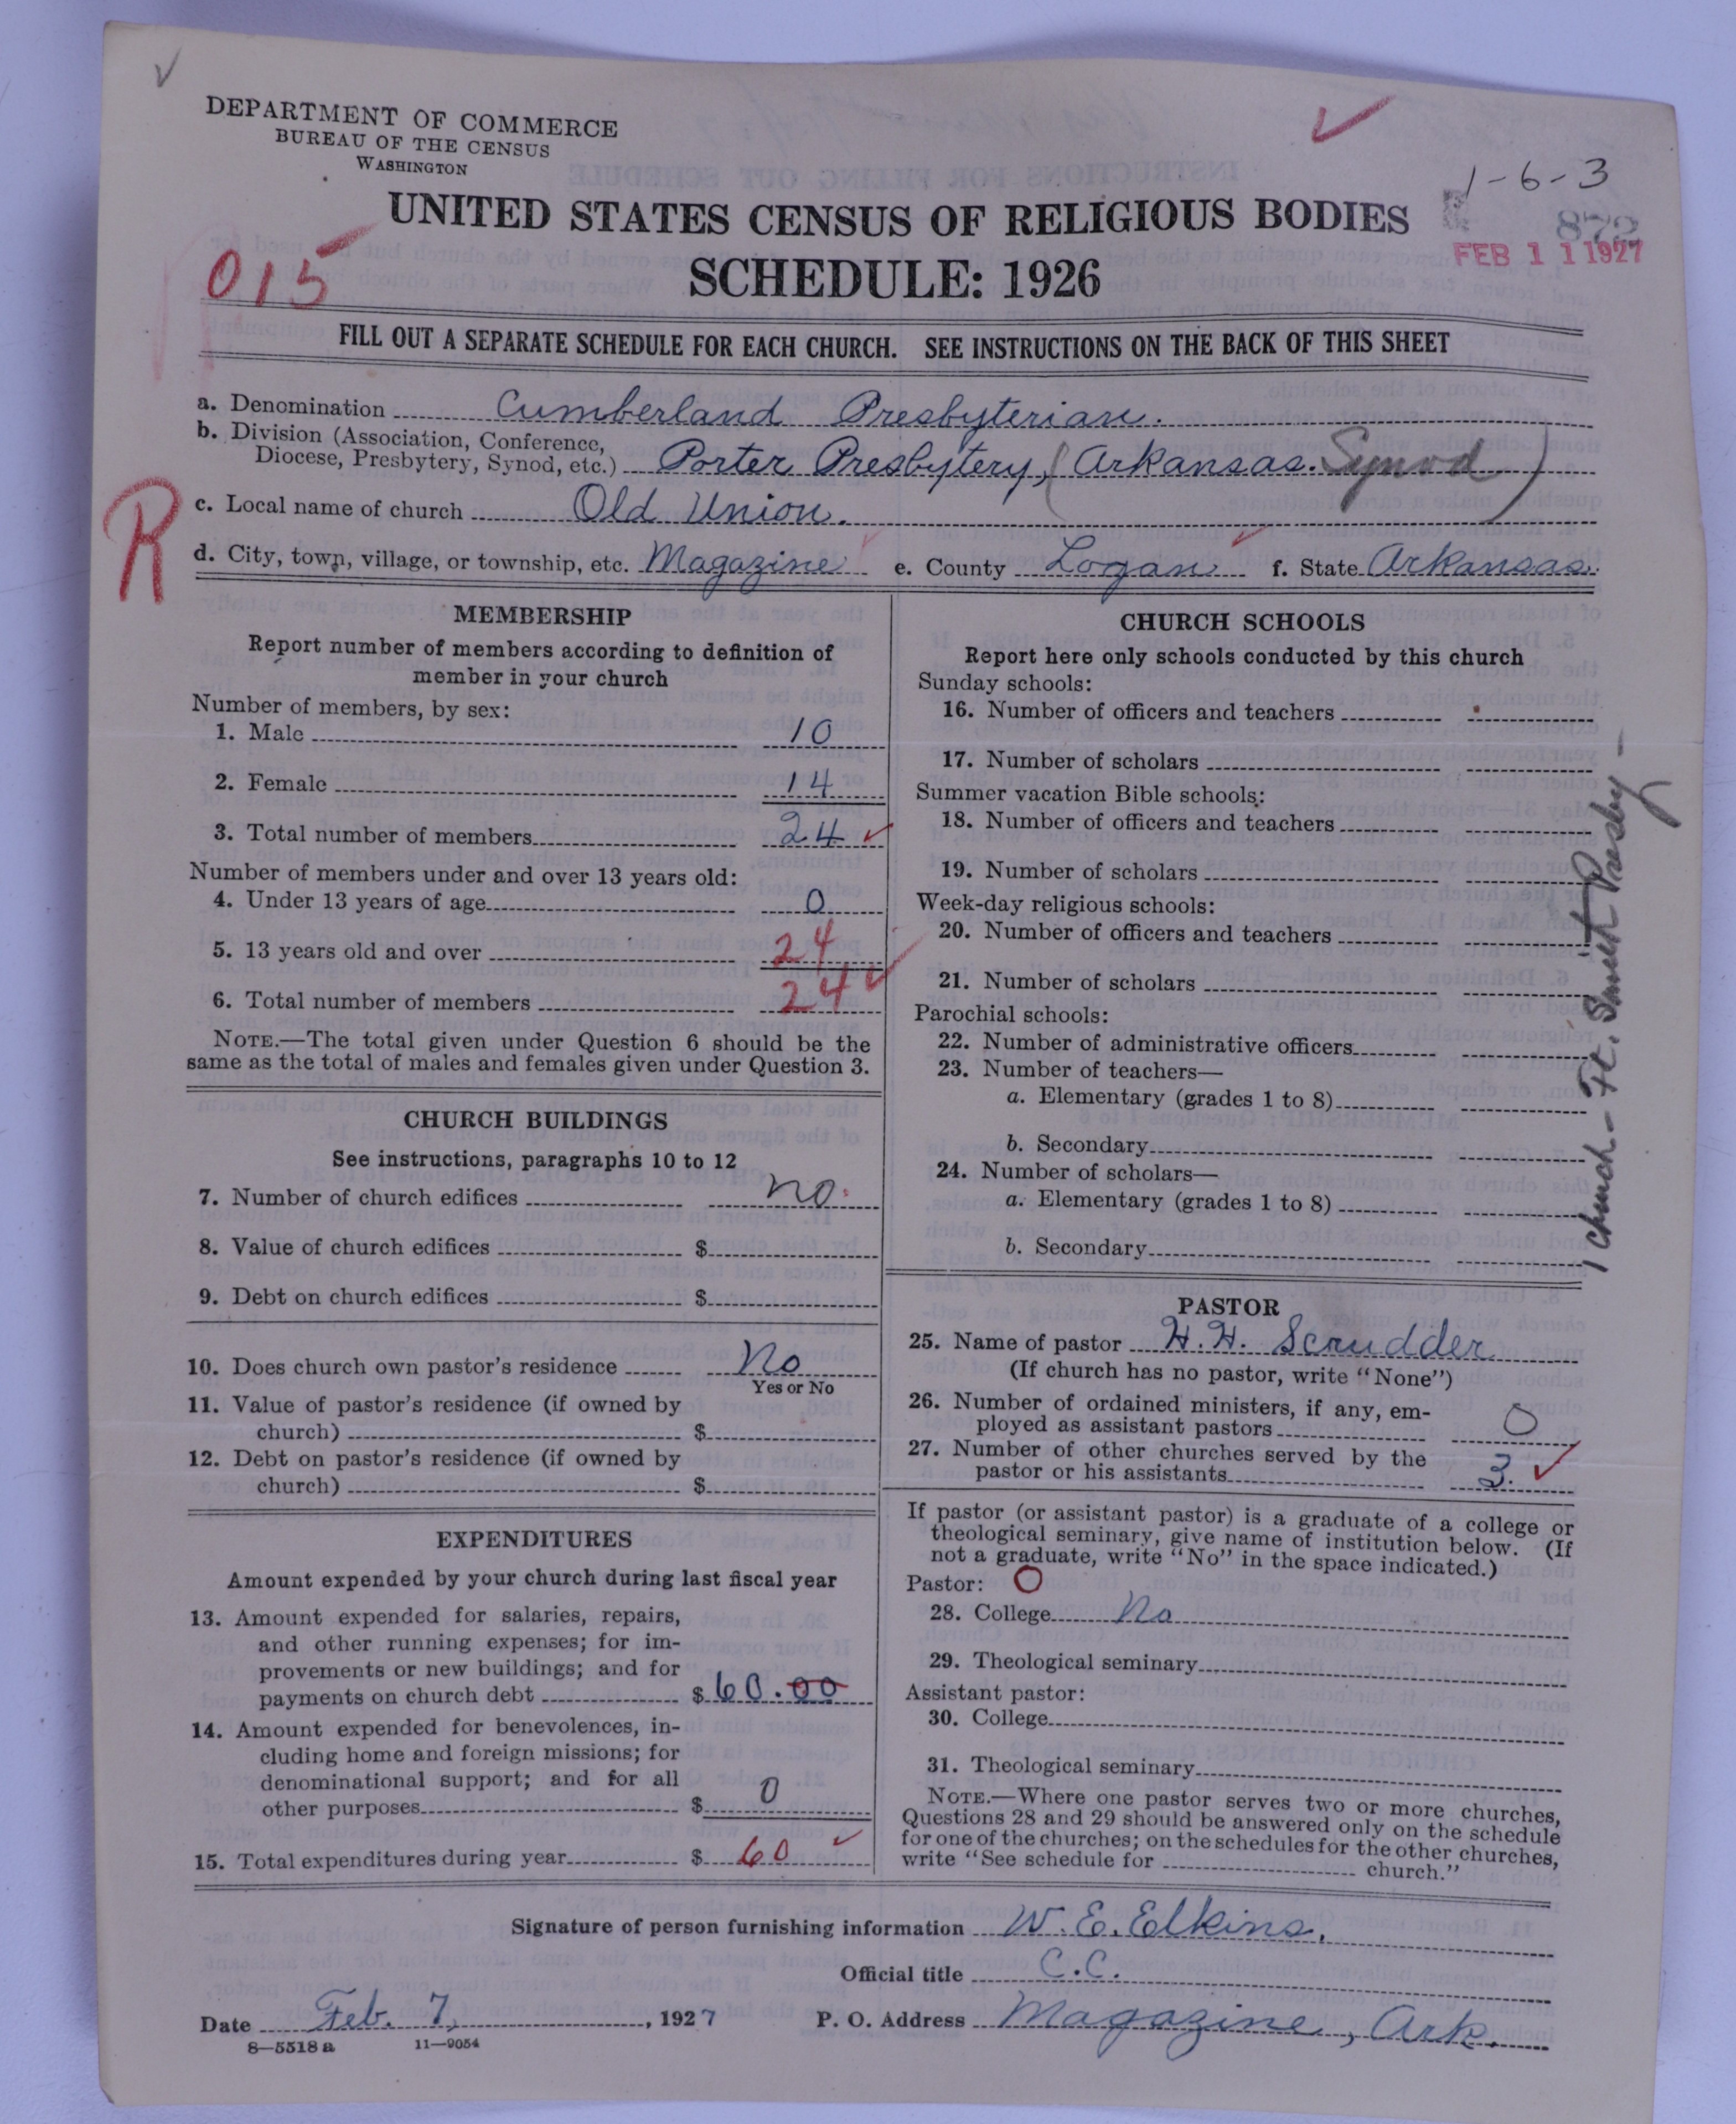 DEPARTMENT OF COMMERCE
BUREAU OF THE CENSUS
WASHINGTON
1-6-3
872
FEB 11 1927
UNITED STATES CENSUS OF RELIGIOUS BODIES
SCHEDULE: 1926
015
FILL OUT A SEPARATE SCHEDULE FOR EACH CHURCH. SEE INSTRUCTIONS ON THE BACK OF THIS SHEET
a. Denomination Cumberland Presbyterian.
b. Division (Association, Conference,
Diocese, Presbytery, Synod, etc.) Porter Presbytery, (Arkansas. Synod)
R
c. Local name of church Old Union.
d. City, town, village, or township, etc. Magazine e. County Logan f. State Arkansas.
MEMBERSHIP
Report number of members according to definition of
member in your church
Number of members, by sex:
1. Male 10
2. Female 14
3. Total number of members 24
Number of members under and over 13 years old:
4. Under 13 years of age 0
5. 13 years old and over 24
6. Total number of members 24
NOTE.—The total given under Question 6 should be the
same as the total of males and females given under Question 3.
CHURCH BUILDINGS
See instructions, paragraphs 10 to 12
7. Number of church edifices no.
8. Value of church edifices $
9. Debt on church edifices $
10. Does church own pastor's residence No
Yes or No
11. Value of pastor's residence (if owned by
church) $
12. Debt on pastor's residence (if owned by
church) $
EXPENDITURES
Amount expended by your church during last fiscal year
13. Amount expended for salaries, repairs,
and other running expenses; for im-
provements or new buildings; and for
payments on church debt $60.00
14. Amount expended for benevolences, in-
cluding home and foreign missions; for
denominational support; and for all
other purposes $ 0
15. Total expenditures during year $ 60
CHURCH SCHOOLS
Report here only schools conducted by this church
Sunday schools:
16. Number of officers and teachers
17. Number of scholars
Summer vacation Bible schools:
18. Number of officers and teachers
19. Number of scholars
Week-day religious schools:
20. Number of officers and teachers
21. Number of scholars
Parochial schools:
22. Number of administrative officers
23. Number of teachers—
a. Elementary (grades 1 to 8)
b. Secondary
24. Number of scholars—
a. Elementary (grades 1 to 8)
b. Secondary
1 church - Ft. Smith Presby -
PASTOR
25. Name of pastor H. H. Scrudder
(If church has no pastor, write "None")
26. Number of ordained ministers, if any, em-
ployed as assistant pastors 0
27. Number of other churches served by the
pastor or his assistants 3.
If pastor (or assistant pastor) is a graduate of a college or
theological seminary, give name of institution below. (If
not a graduate, write "No" in the space indicated.)
Pastor: O
28. College No
29. Theological seminary
Assistant pastor:
30. College
31. Theological seminary
NOTE.—Where one pastor serves two or more churches,
Questions 28 and 29 should be answered only on the schedule
for one of the churches; on the schedules for the other churches,
write "See schedule for church."
Signature of person furnishing information W. E. Elkins,
Official title C.C.
Date Feb. 7, 1927 P. O. Address Magazine, Ark.
8—5518 a 11—9054